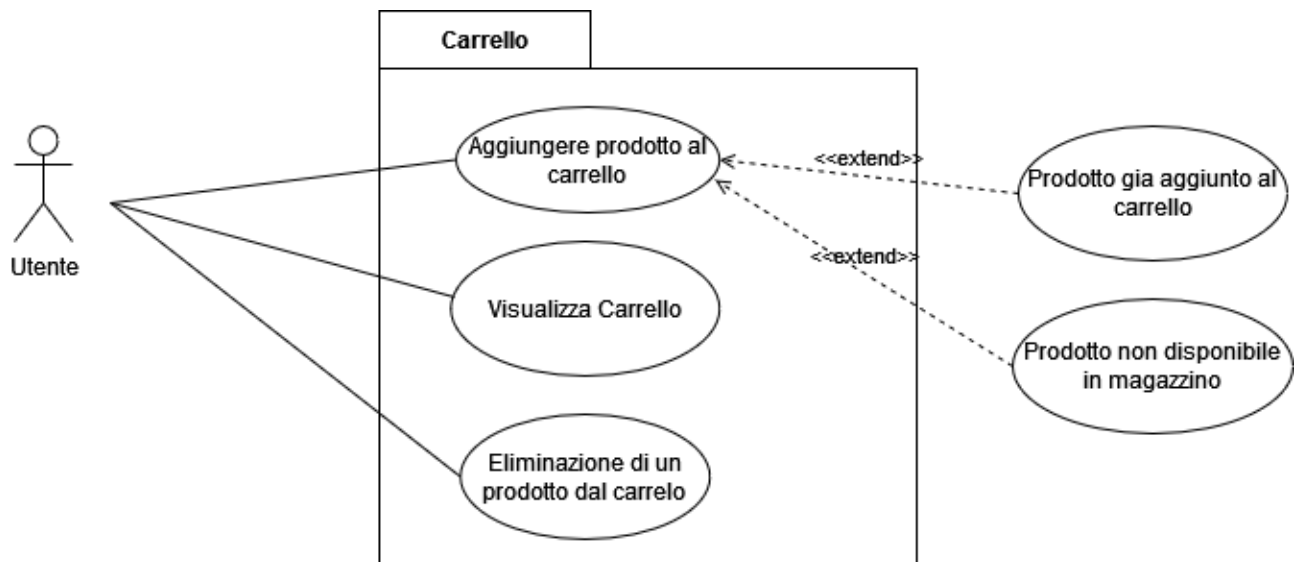 Carrello
Aggiungere prodotto al
carrello
<<extend>>
Prodotto gia aggiunto al
carrello
Utente
<<extend>>
Visualizza Carrello
Prodotto non disponibile
in magazzino
Eliminazione di un
prodotto dal carrelo